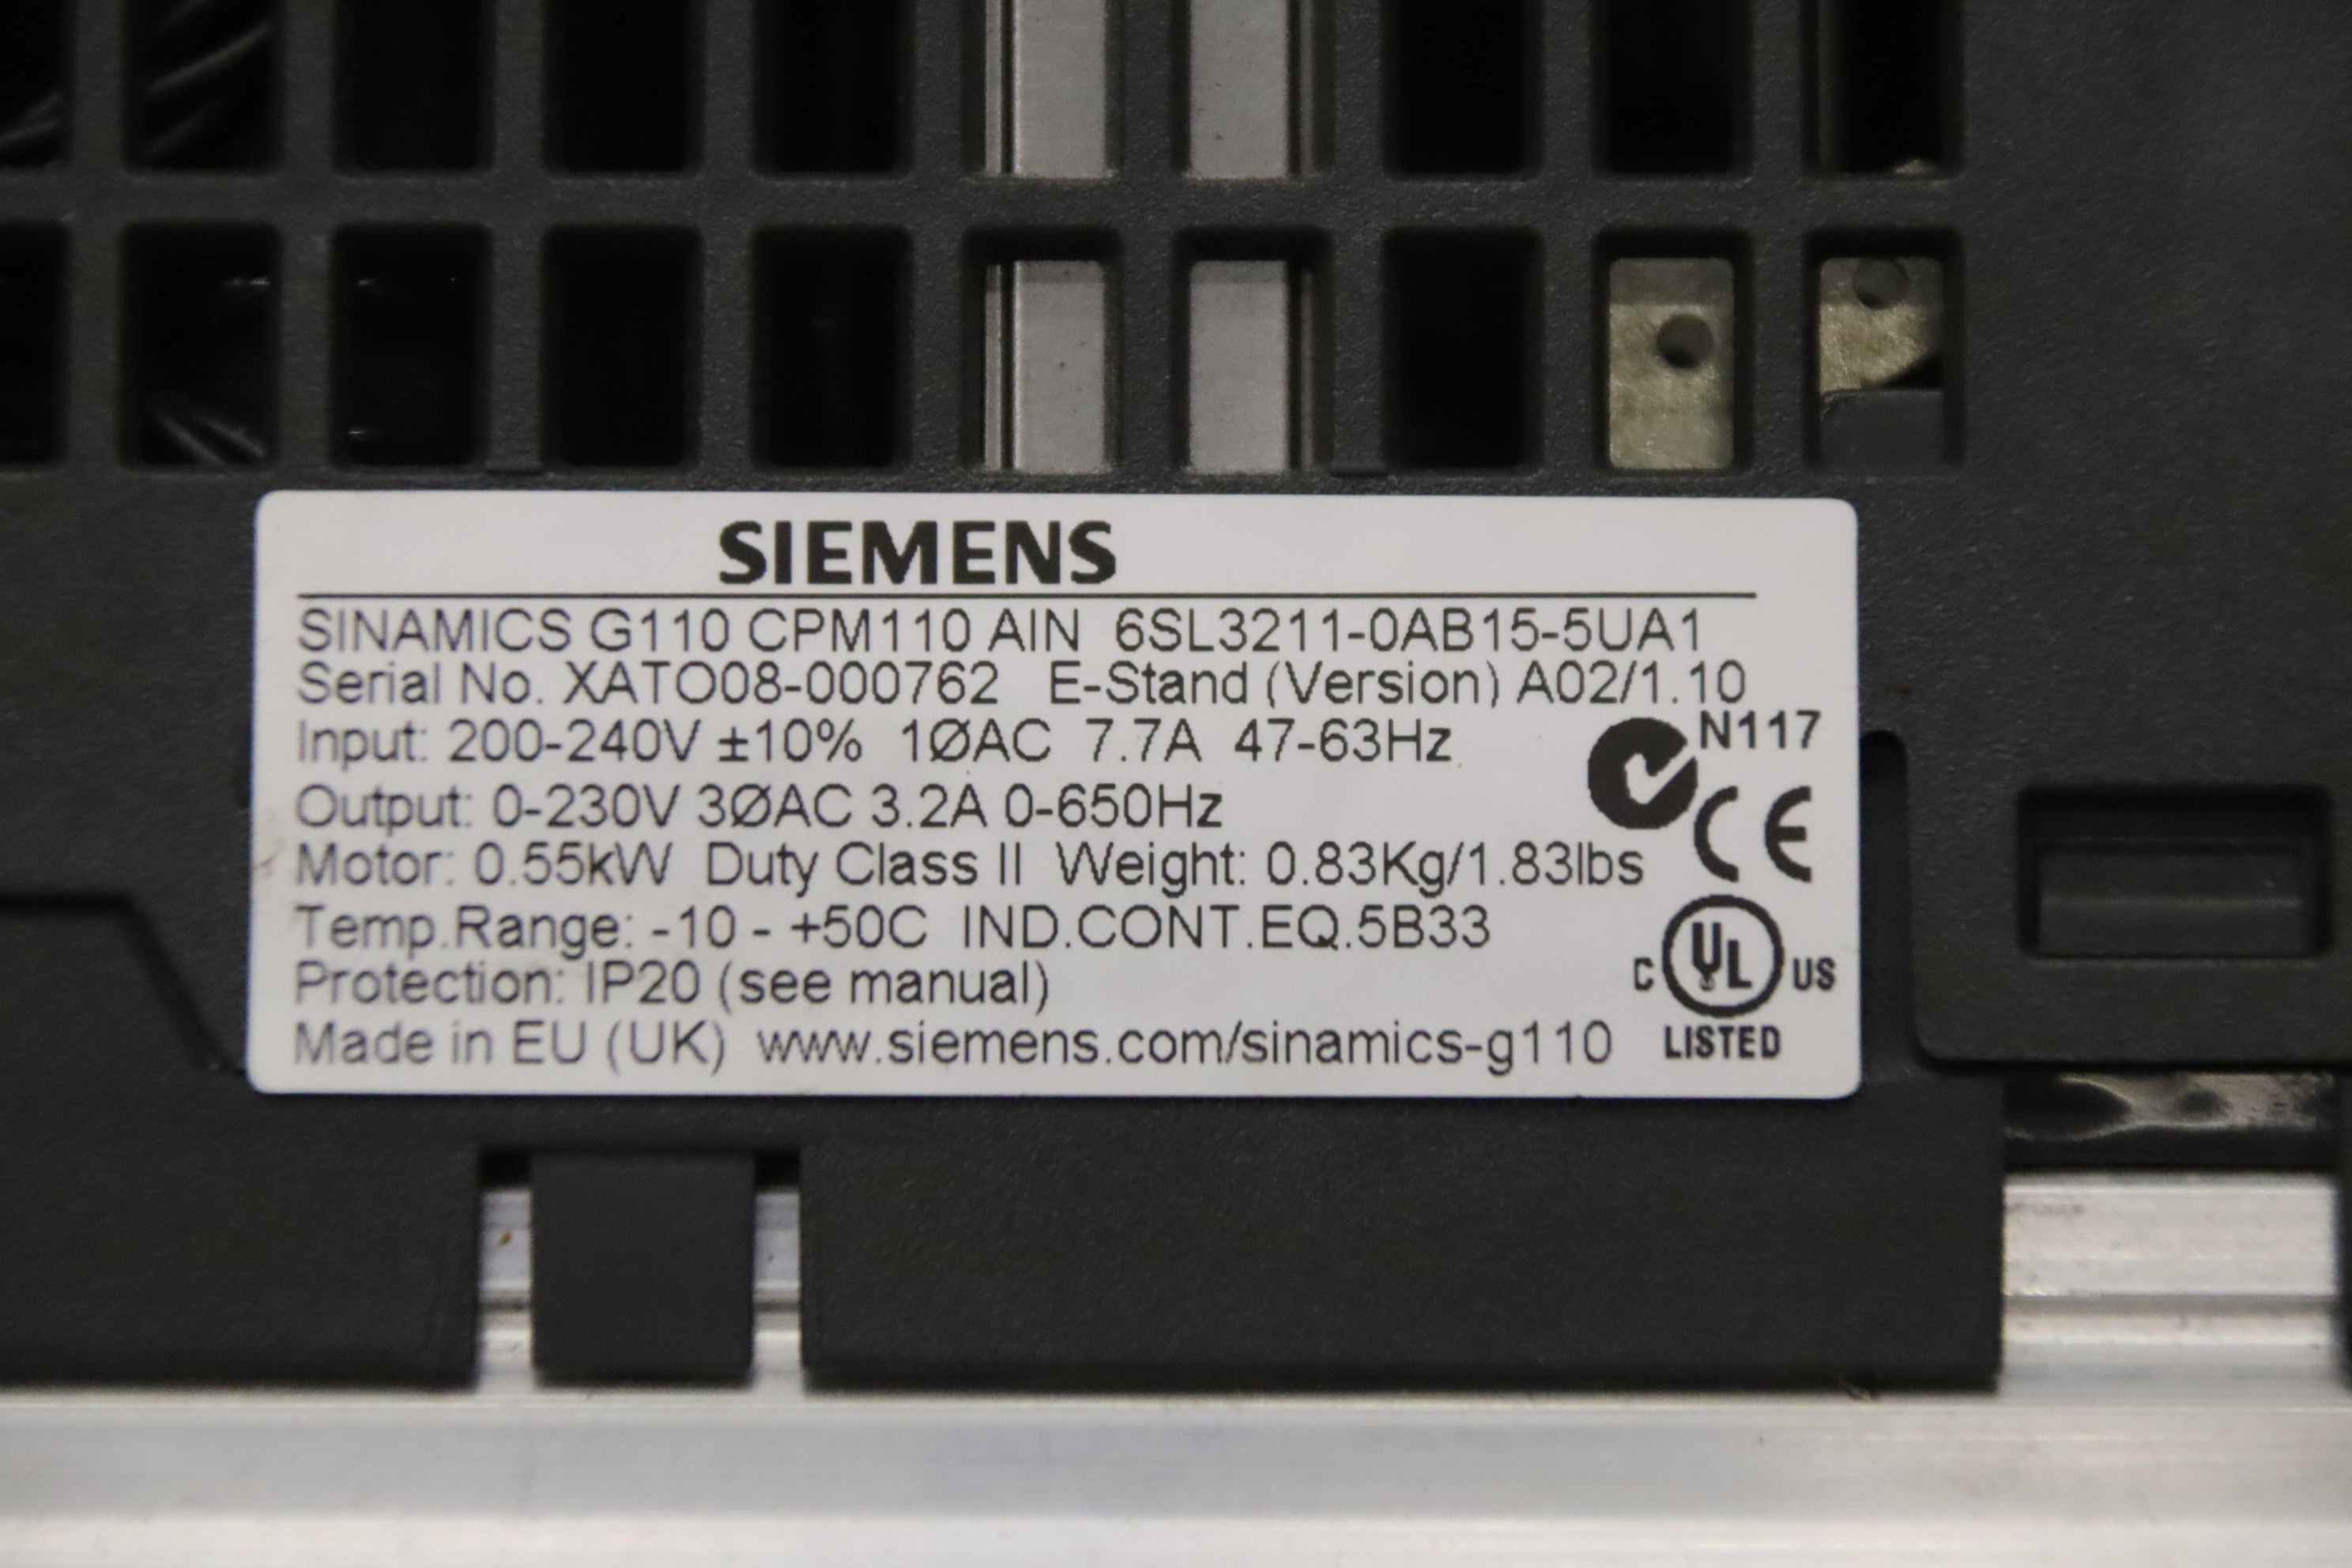 SIEMENS
SINAMICS G110 CPM110 AIN 6SL3211-0AB15-5UA1
Serial No. XATO08-000762 E-Stand (Version) A02/1.10
Input: 200-240V ±10% 1ØAC 7.7A 47-63Hz
N117
Output: 0-230V 3ØAC 3.2A 0-650Hz
CE
Motor: 0.55kW Duty Class II Weight: 0.83Kg/1.83lbs
Temp.Range: -10 - +50C IND.CONT.EQ.5B33
C UL US
Protection: IP20 (see manual)
Made in EU (UK) www.siemens.com/sinamics-g110
LISTED